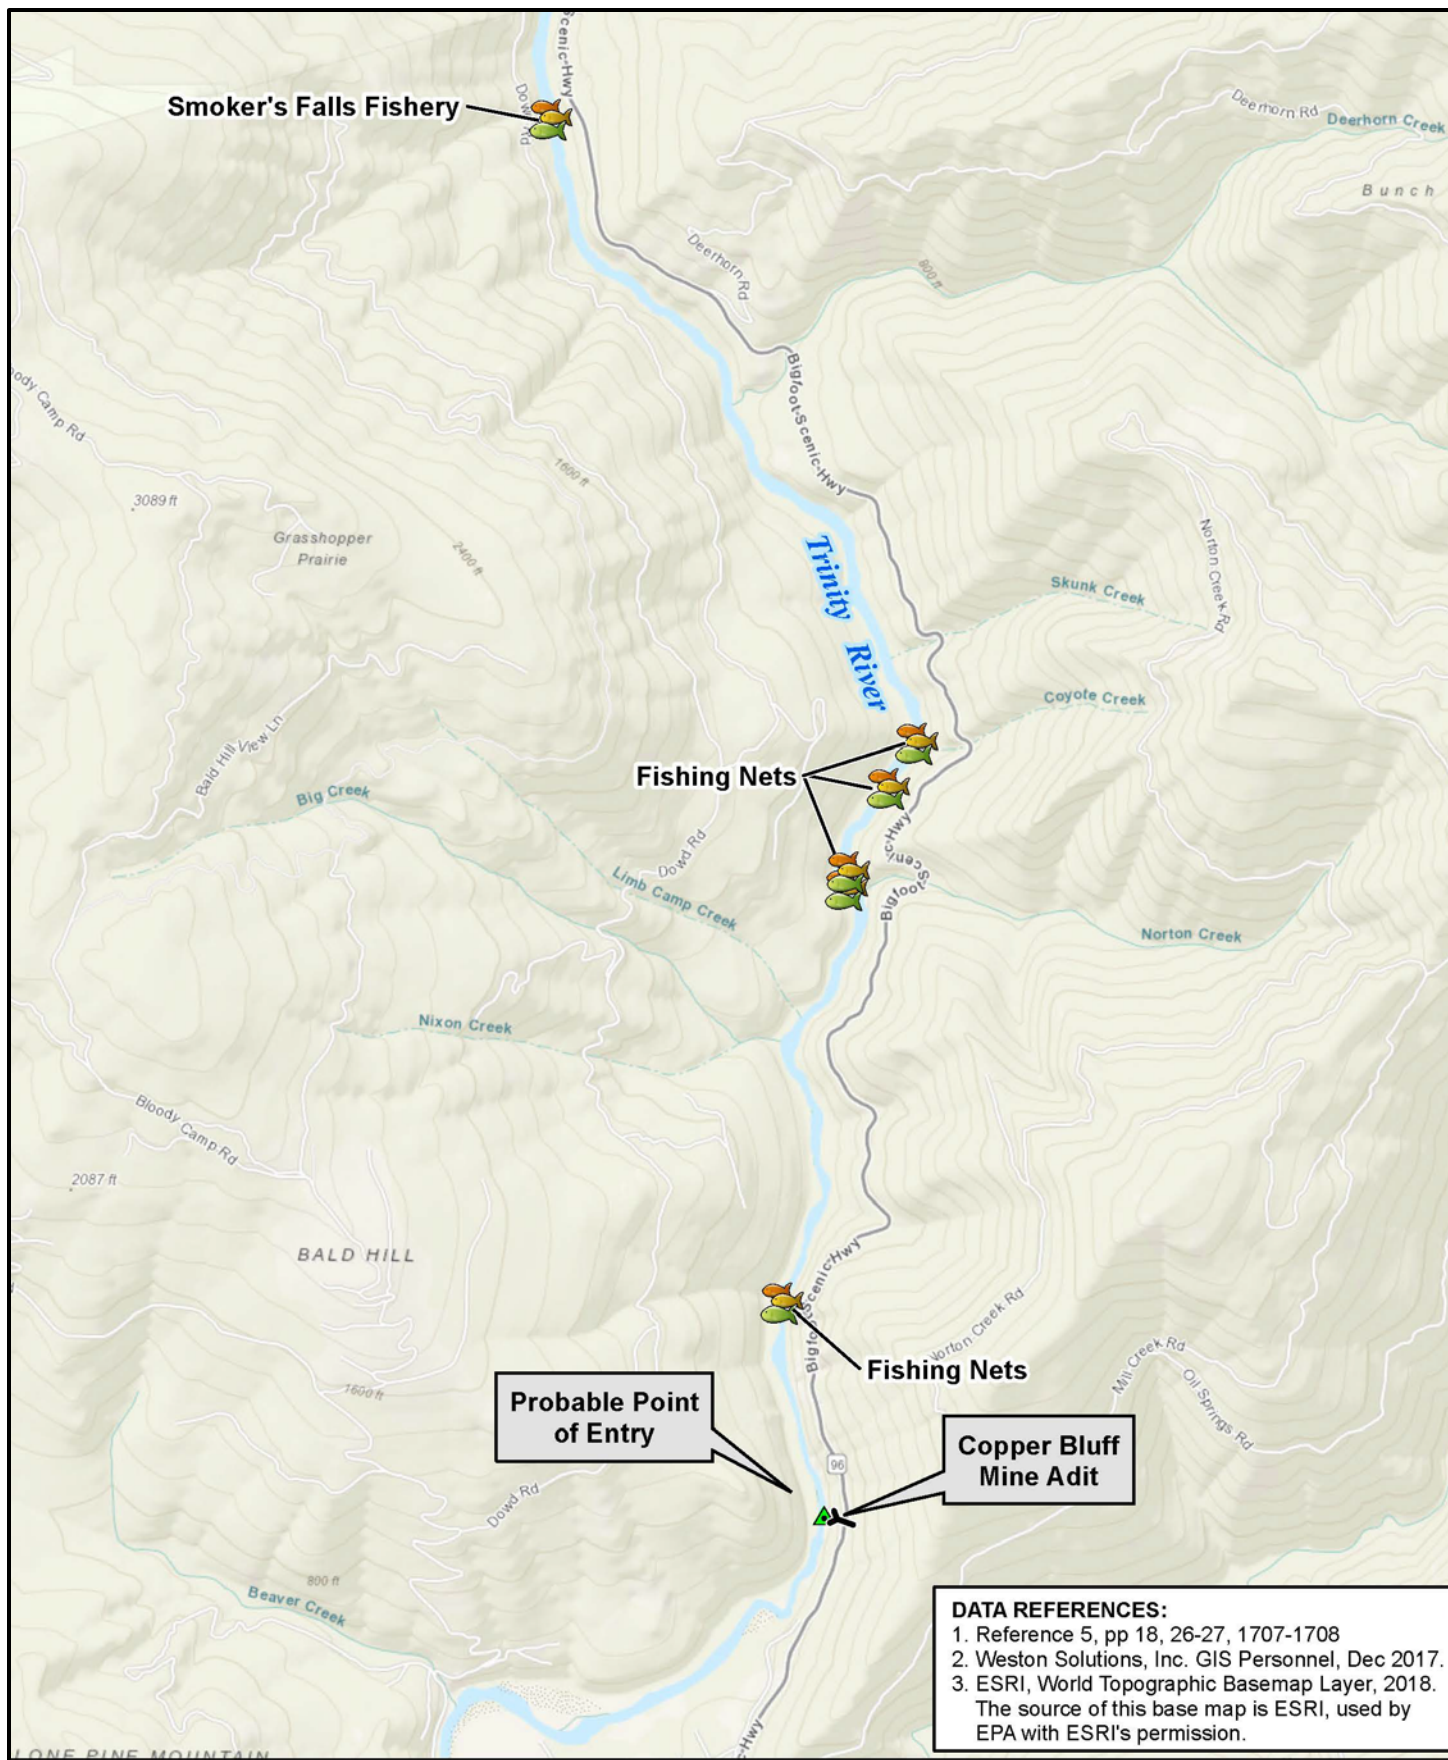 Scenic-Hwy
Smoker's Falls Fishery
Dowd Rd
Deerhorn Rd
Deerhorn Creek
Bunch
Deerhorn Rd
800 ft
Bigfoot-Scenic-Hwy
ody Camp Rd
1600 ft
3089 ft
Grasshopper
Prairie
2400 ft
Trinity
River
Norton Creek Rd
Skunk Creek
Coyote Creek
Bald Hill View Ln
Fishing Nets
Big Creek
Dowd Rd
Bigfoot-Scenic-Hwy
Limb Camp Creek
Norton Creek
Nixon Creek
Bloody Camp Rd
2087 ft
BALD HILL
Bigfoot-Scenic-Hwy
Norton Creek Rd
Fishing Nets
Mill Creek Rd
Oil Springs Rd
1600 ft
Probable Point
of Entry
Copper Bluff
Mine Adit
96
Dowd Rd
800 ft
Beaver Creek
DATA REFERENCES:
1. Reference 5, pp 18, 26-27, 1707-1708
2. Weston Solutions, Inc. GIS Personnel, Dec 2017.
3. ESRI, World Topographic Basemap Layer, 2018.
The source of this base map is ESRI, used by
EPA with ESRI's permission.
c-Hwy
LONE PINE MOUNTAIN